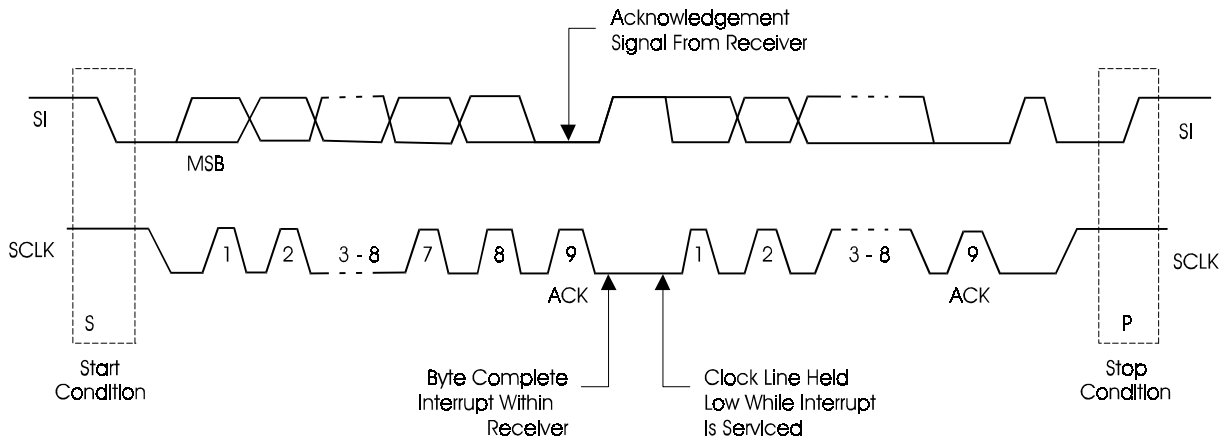 Acknowledgement
Signal From Receiver
SI
MSB
SI
SCLK
1 2 3 - 8 7 8 9
ACK
1 2 3 - 8 9
ACK
SCLK
S
P
Start
Condition
Byte Complete
Interrupt Within
Receiver
Clock Line Held
Low While Interrupt
Is Serviced
Stop
Condition